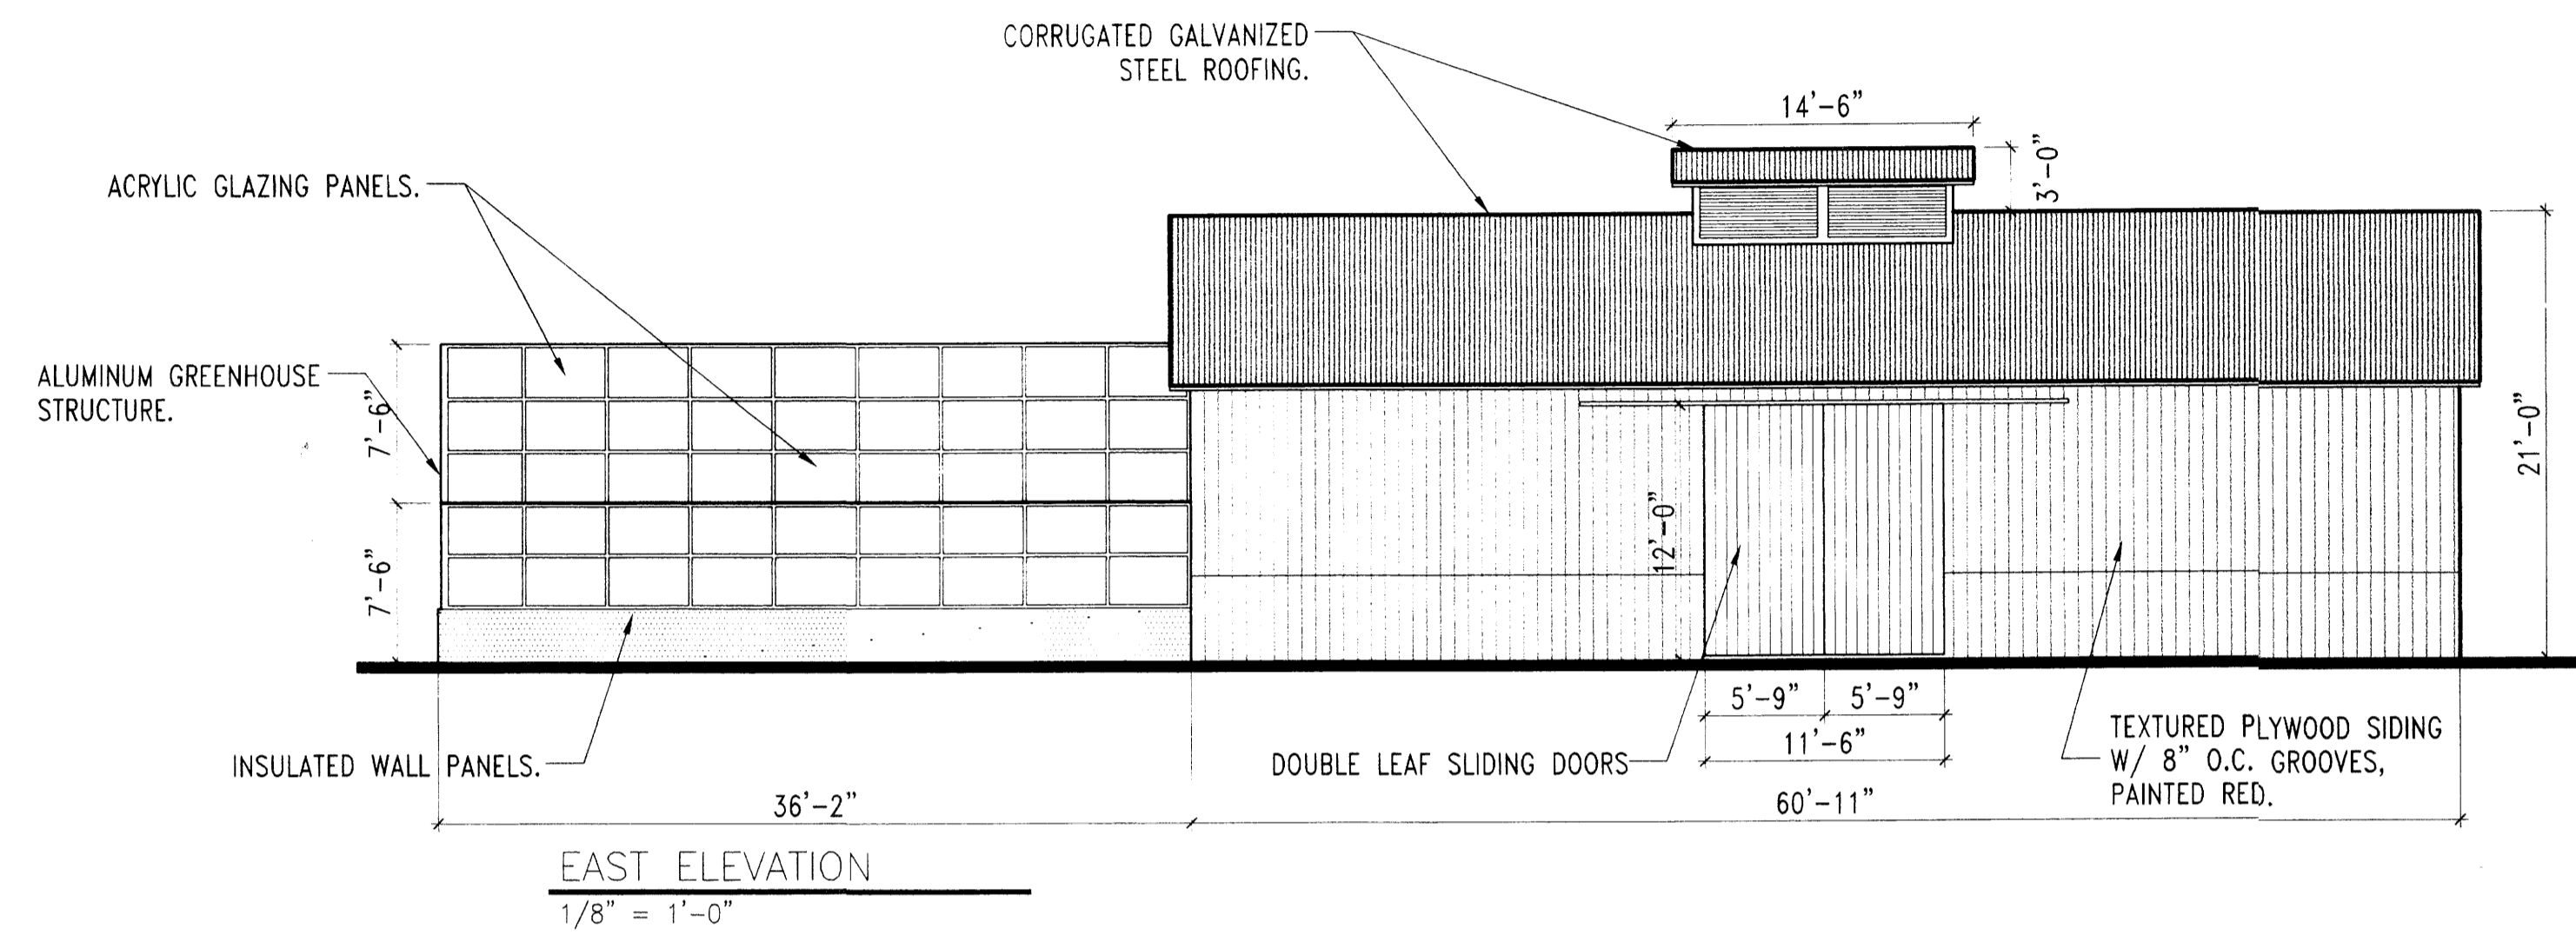 CORRUGATED GALVANIZED
STEEL ROOFING.
14'-6"
3'-0"
ACRYLIC GLAZING PANELS.
ALUMINUM GREENHOUSE
STRUCTURE.
7'-6"
7'-6"
12'-0"
21'-0"
5'-9" 5'-9"
11'-6"
INSULATED WALL PANELS.
DOUBLE LEAF SLIDING DOORS
TEXTURED PLYWOOD SIDING
W/ 8" O.C. GROOVES,
PAINTED RED.
36'-2"
60'-11"
EAST ELEVATION
1/8" = 1'-0"